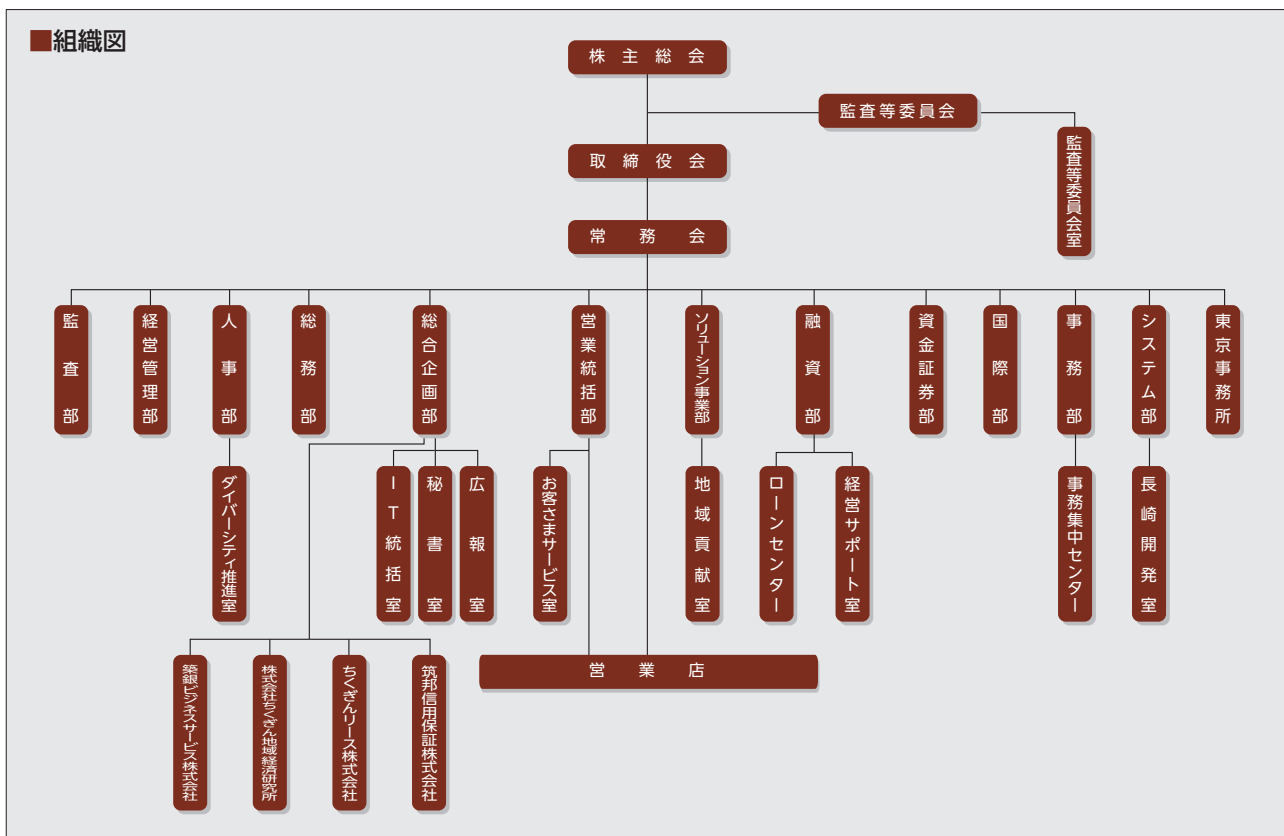 ■組織図
株主総会
監査等委員会
監査等委員会室
取締役会
常務会
監査部
経営管理部
人事部
総務部
総合企画部
営業統括部
ソリューション事業部
融資部
資金証券部
国際部
事務部
システム部
東京事務所
ダイバーシティ推進室
IT統括室
秘書室
広報室
お客さまサービス室
地域貢献室
ローンセンター
経営サポート室
事務集中センター
長崎開発室
営業店
築銀ビジネスサービス株式会社
株式会社ちくぎん地域経済研究所
ちくぎんリース株式会社
筑邦信用保証株式会社